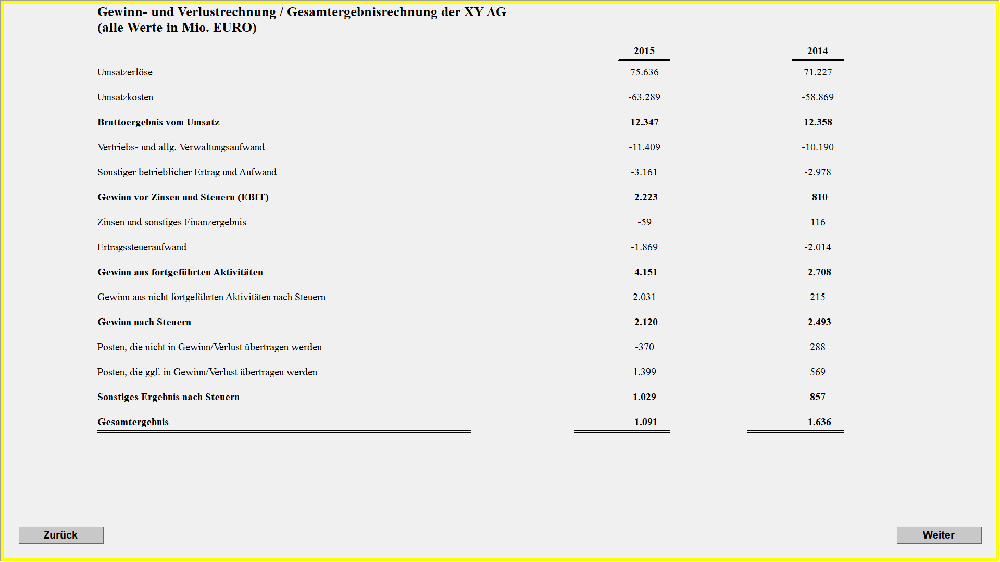 Gewinn- und Verlustrechnung / Gesamtergebnisrechnung der XY AG
(alle Werte in Mio. EURO)
2015 2014
Umsatzerlöse 75.636 71.227
Umsatzkosten -63.289 -58.869
Bruttoergebnis vom Umsatz 12.347 12.358
Vertriebs- und allg. Verwaltungsaufwand -11.409 -10.190
Sonstiger betrieblicher Ertrag und Aufwand -3.161 -2.978
Gewinn vor Zinsen und Steuern (EBIT) -2.223 -810
Zinsen und sonstiges Finanzergebnis -59 116
Ertragssteueraufwand -1.869 -2.014
Gewinn aus fortgeführten Aktivitäten -4.151 -2.708
Gewinn aus nicht fortgeführten Aktivitäten nach Steuern 2.031 215
Gewinn nach Steuern -2.120 -2.493
Posten, die nicht in Gewinn/Verlust übertragen werden -370 288
Posten, die ggf. in Gewinn/Verlust übertragen werden 1.399 569
Sonstiges Ergebnis nach Steuern 1.029 857
Gesamtergebnis -1.091 -1.636
Zurück Weiter